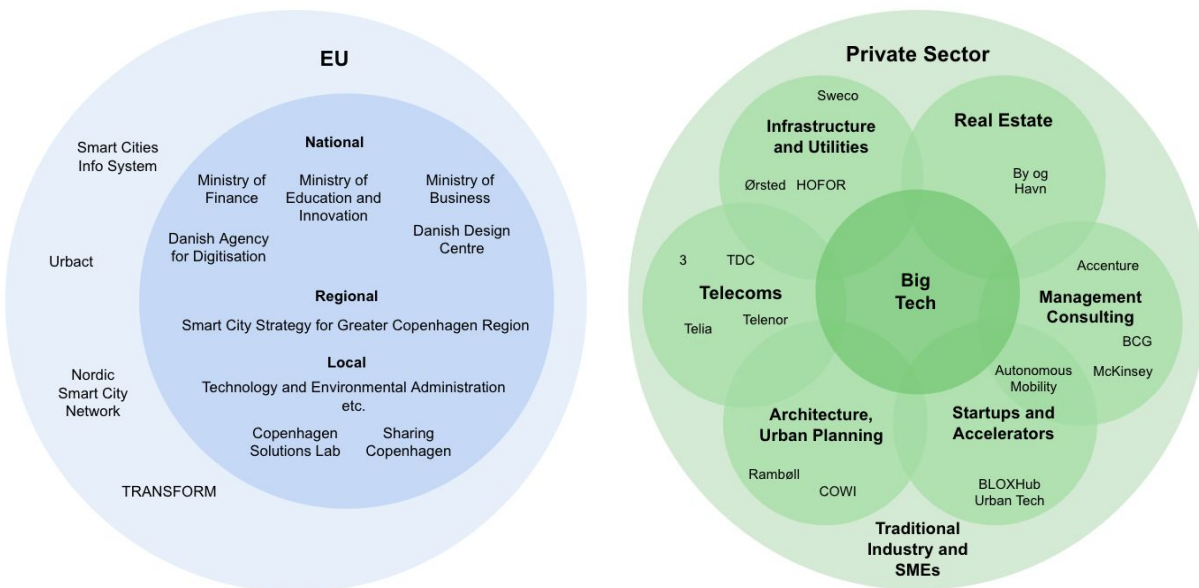 EU
Smart Cities
Info System
Urbact
Nordic
Smart City
Network
TRANSFORM
National
Ministry of
Finance
Ministry of
Education and
Innovation
Ministry of
Business
Danish Agency
for Digitisation
Danish Design
Centre
Regional
Smart City Strategy for Greater Copenhagen Region
Local
Technology and Environmental Administration
etc.
Copenhagen
Solutions Lab
Sharing
Copenhagen
Private Sector
Sweco
Infrastructure
and Utilities
Ørsted
HOFOR
Real Estate
By og
Havn
3
TDC
Telecoms
Telia
Telenor
Big
Tech
Accenture
Management
Consulting
BCG
McKinsey
Autonomous
Mobility
Architecture,
Urban Planning
Rambøll
COWI
Startups and
Accelerators
BLOXHub
Urban Tech
Traditional
Industry and
SMEs